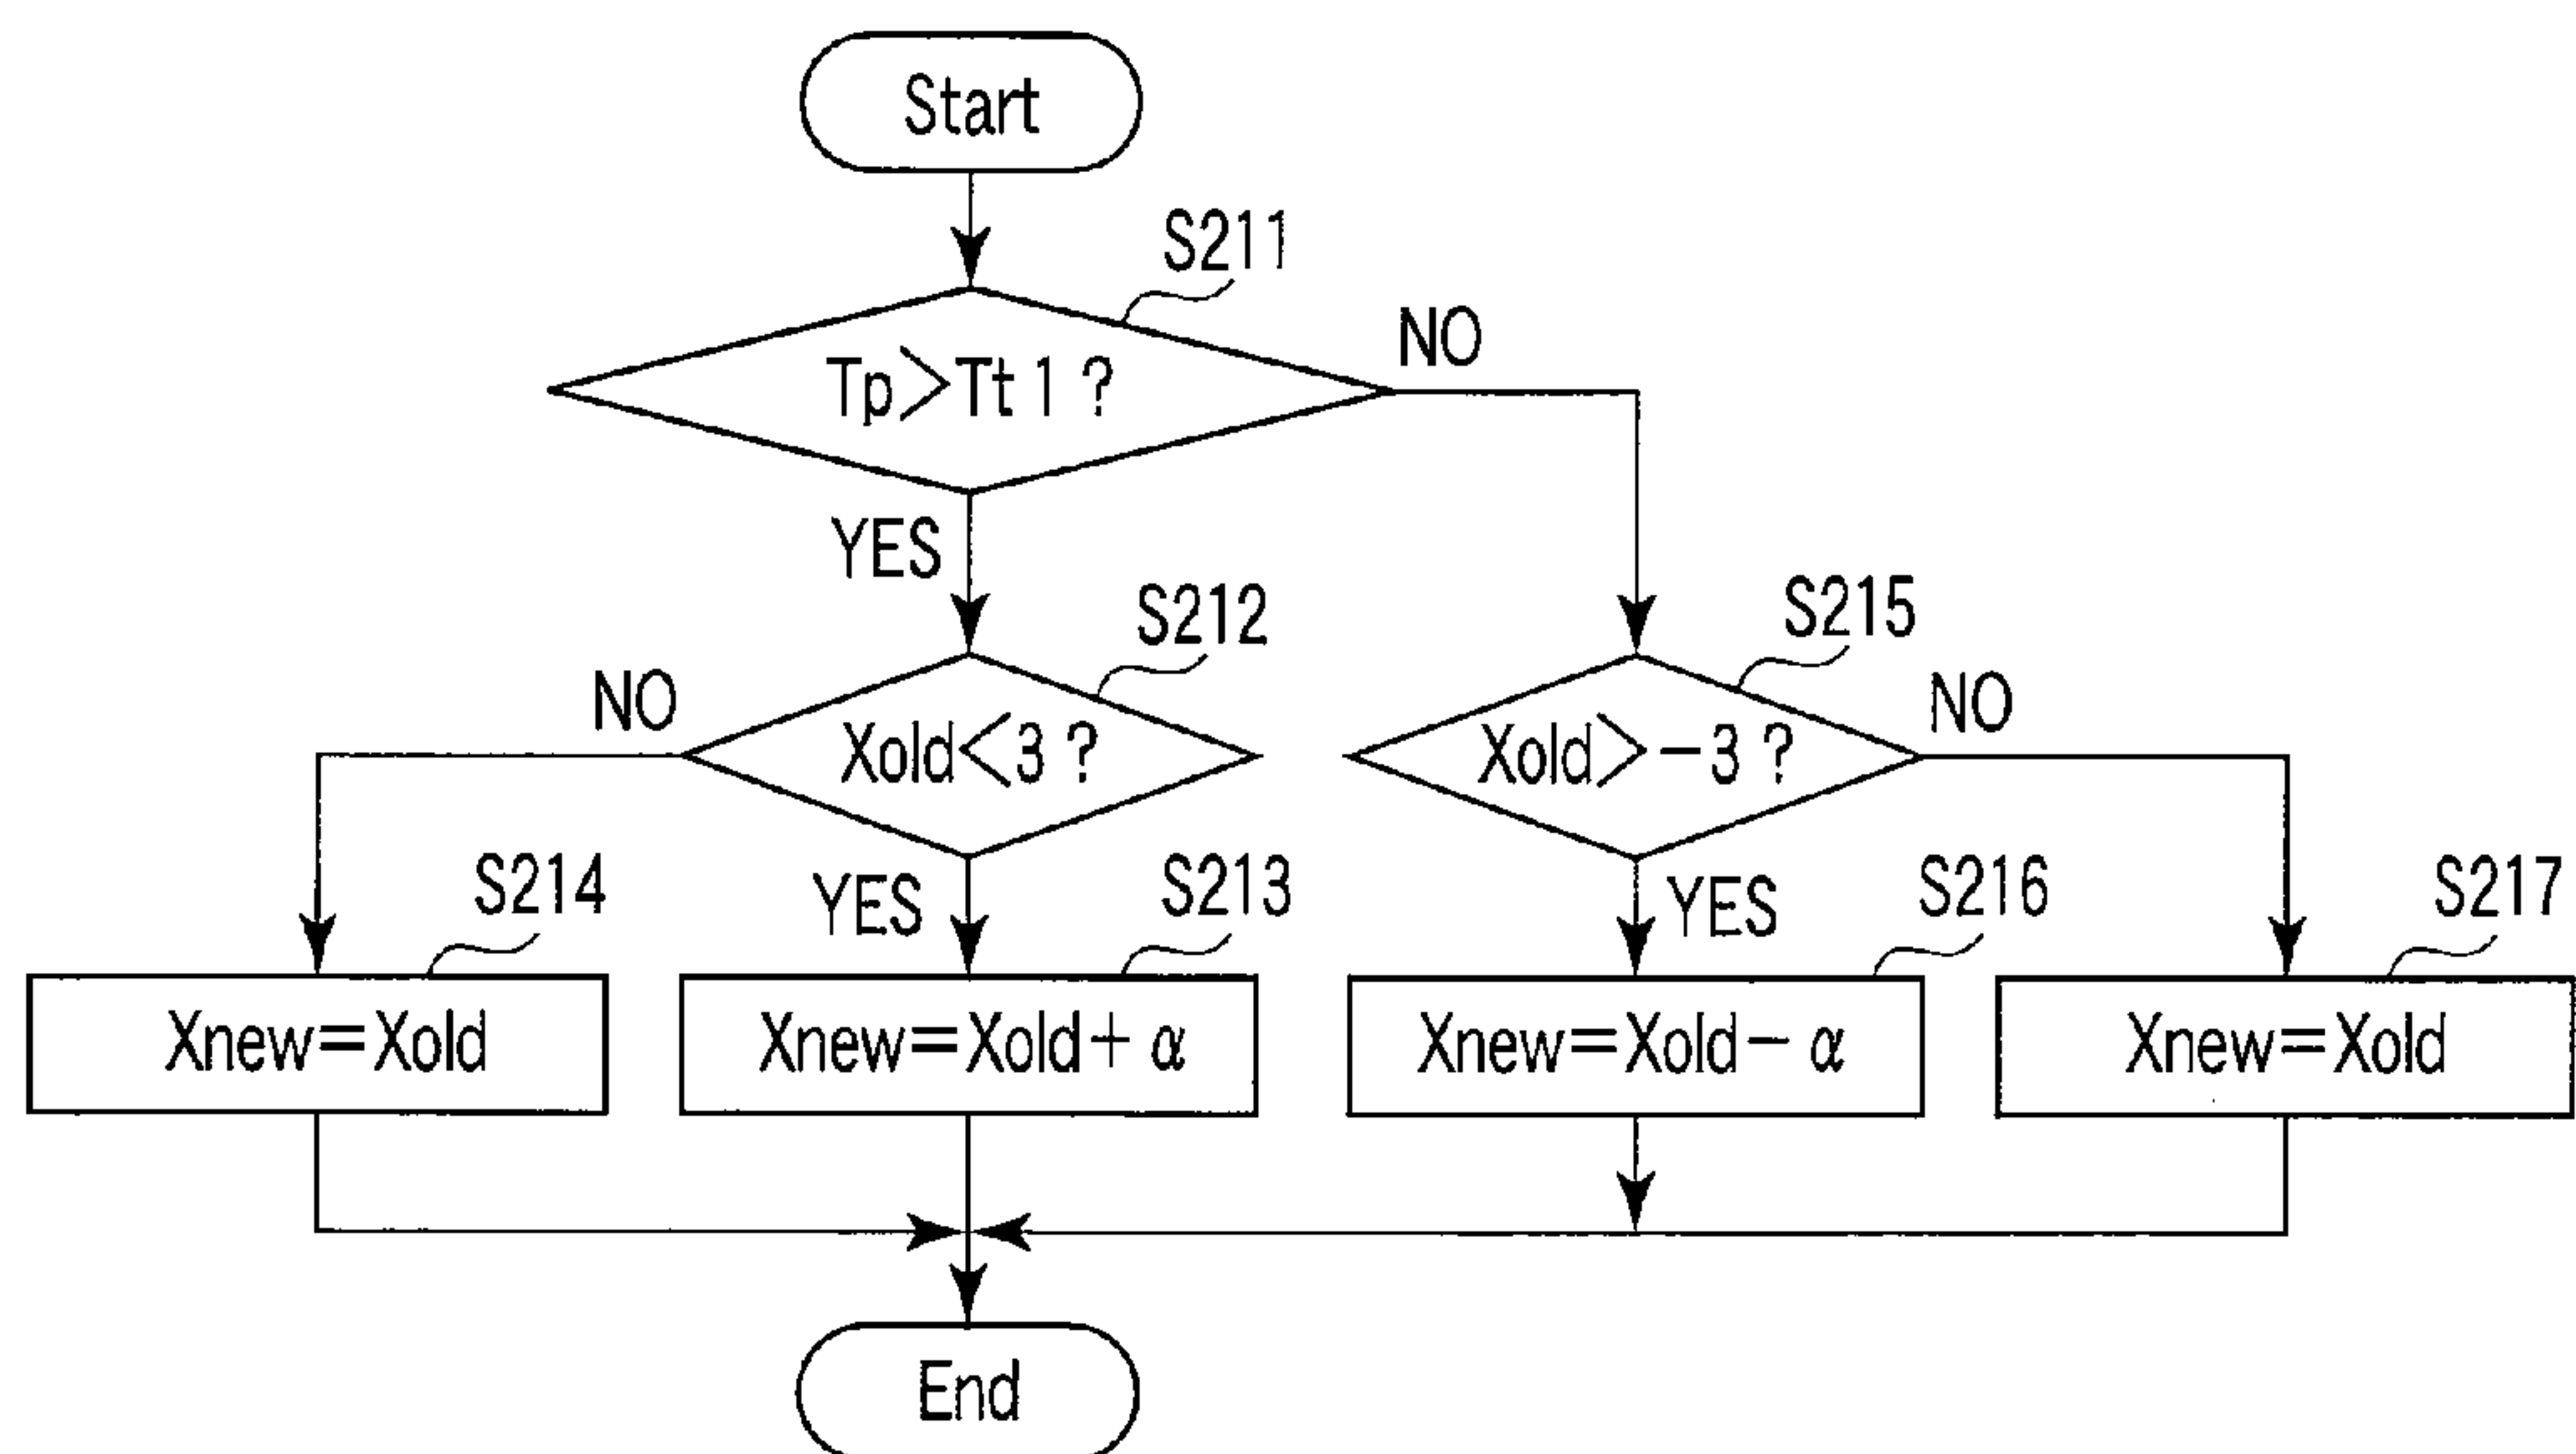 Start
S211
Tp>Tt1?
NO
YES
S212
S215
NO
Xold<3?
Xold>-3?
NO
S214
YES
S213
YES
S216
S217
Xnew=Xold
Xnew=Xold+α
Xnew=Xold-α
Xnew=Xold
End